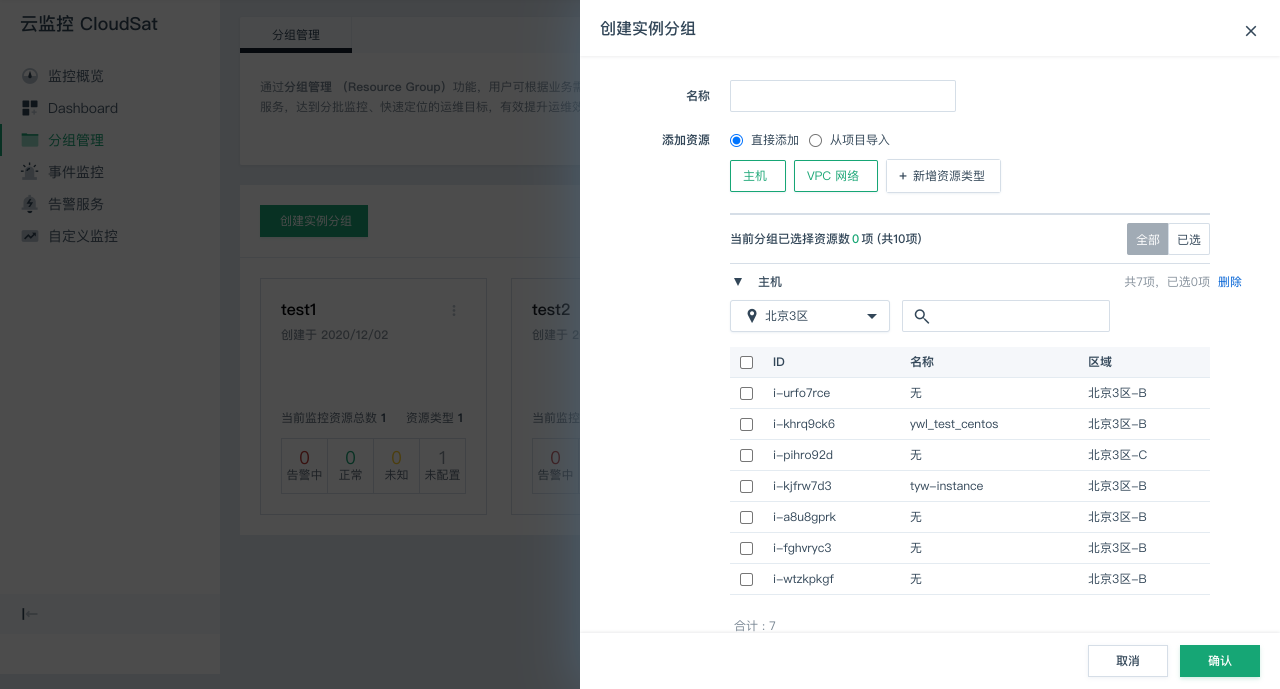 云监控 CloudSat
监控概览
Dashboard
分组管理
事件监控
告警服务
自定义监控
分组管理
通过分组管理 （Resource Group）功能，用户可根据业务
服务，达到分批监控、快速定位的运维目标，有效提升运维
创建实例分组
test1
创建于 2020/12/02
当前监控资源总数 1 资源类型 1
0 0 0 1
告警中 正常 未知 未配置
test2
创建于 2
当前监控
0
告警中
创建实例分组
名称
添加资源 直接添加 从项目导入
主机 VPC 网络 + 新增资源类型
当前分组已选择资源数 0 项 (共10项) 全部 已选
主机 共7项，已选0项 删除
北京3区
ID 名称 区域
i-urfo7rce 无 北京3区-B
i-khrq9ck6 ywl_test_centos 北京3区-B
i-pihro92d 无 北京3区-C
i-kjfrw7d3 tyw-instance 北京3区-B
i-a8u8gprk 无 北京3区-B
i-fghvryc3 无 北京3区-B
i-wtzkpkgf 无 北京3区-B
合计 : 7
取消 确认